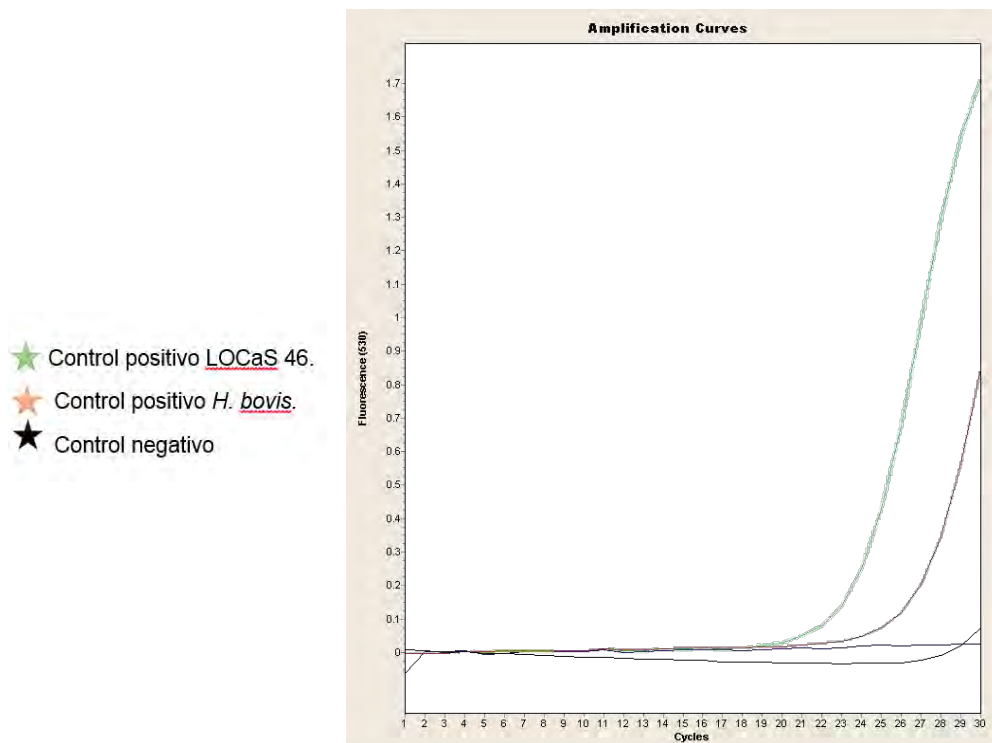 Control positivo LOCaS 46.
Control positivo H. bovis.
Control negativo
Amplification Curves
Fluorescence (530)
1.7
1.6
1.5
1.4
1.3
1.2
1.1
1
0.9
0.8
0.7
0.6
0.5
0.4
0.3
0.2
0.1
0
1 2 3 4 5 6 7 8 9 10 11 12 13 14 15 16 17 18 19 20 21 22 23 24 25 26 27 28 29 30
Cycles